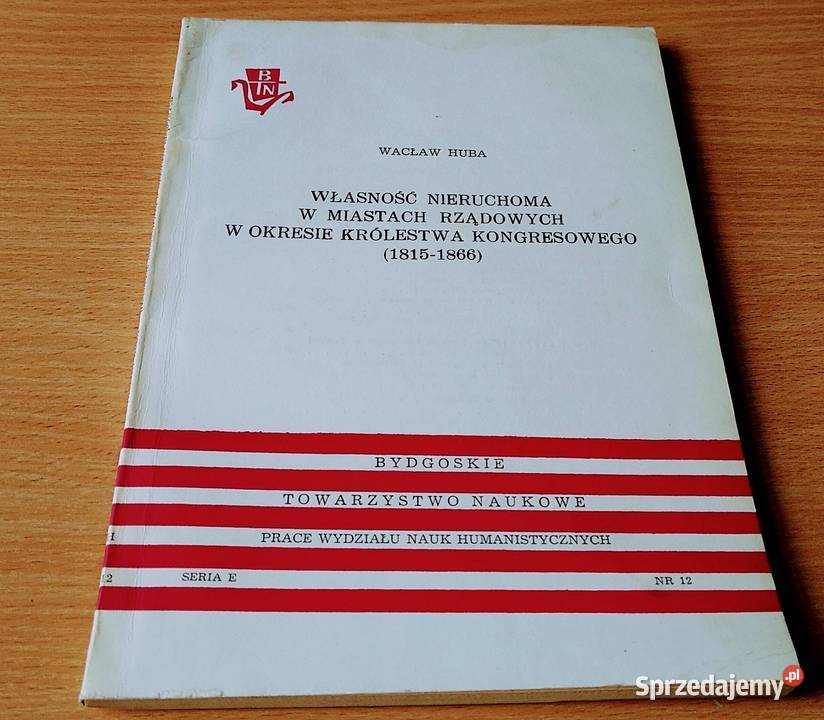 BTN
WACŁAW HUBA
WŁASNOŚĆ NIERUCHOMA
W MIASTACH RZĄDOWYCH
W OKRESIE KRÓLESTWA KONGRESOWEGO
(1815-1866)
BYDGOSKIE
TOWARZYSTWO NAUKOWE
PRACE WYDZIAŁU NAUK HUMANISTYCZNYCH
SERIA E NR 12
Sprzedajemy.pl